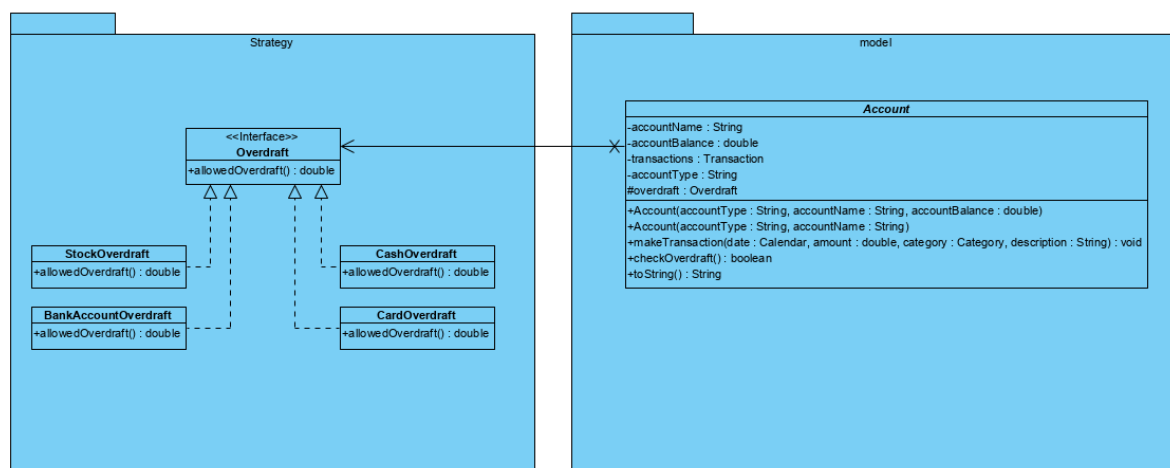 Strategy
<<Interface>>
Overdraft
+allowedOverdraft() : double
StockOverdraft
+allowedOverdraft() : double
CashOverdraft
+allowedOverdraft() : double
BankAccountOverdraft
+allowedOverdraft() : double
CardOverdraft
+allowedOverdraft() : double
model
Account
-accountName : String
-accountBalance : double
-transactions : Transaction
-accountType : String
#overdraft : Overdraft
+Account(accountType : String, accountName : String, accountBalance : double)
+Account(accountType : String, accountName : String)
+makeTransaction(date : Calendar, amount : double, category : Category, description : String) : void
+checkOverdraft() : boolean
+toString() : String